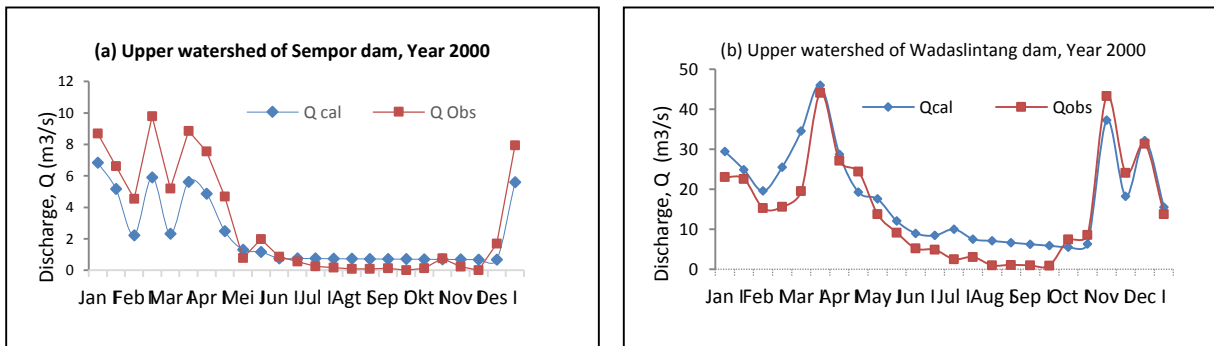 (a) Upper watershed of Sempor dam, Year 2000
Q cal
Q Obs
Discharge, Q (m3/s)
12
10
8
6
4
2
0
Jan I Feb I Mar I Apr I Mei I Jun I Jul I Agt I Sep I Okt I Nov I Des I
(b) Upper watershed of Wadaslintang dam, Year 2000
Qcal
Qobs
Discharge, Q (m3/s)
50
40
30
20
10
0
Jan I Feb I Mar I Apr I May I Jun I Jul I Aug I Sep I Oct I Nov I Dec I